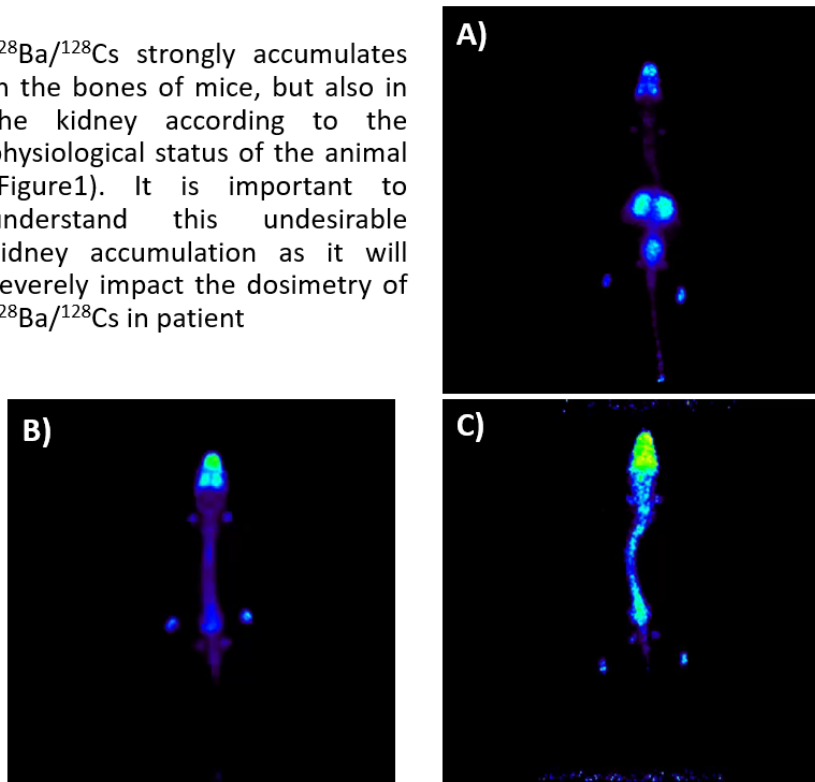 ²⁸Ba/¹²⁸Cs strongly accumulates
n the bones of mice, but also in
he kidney according to the
hysiological status of the animal
Figure1). It is important to
nderstand this undesirable
idney accumulation as it will
everely impact the dosimetry of
²⁸Ba/¹²⁸Cs in patient
A)
B)
C)